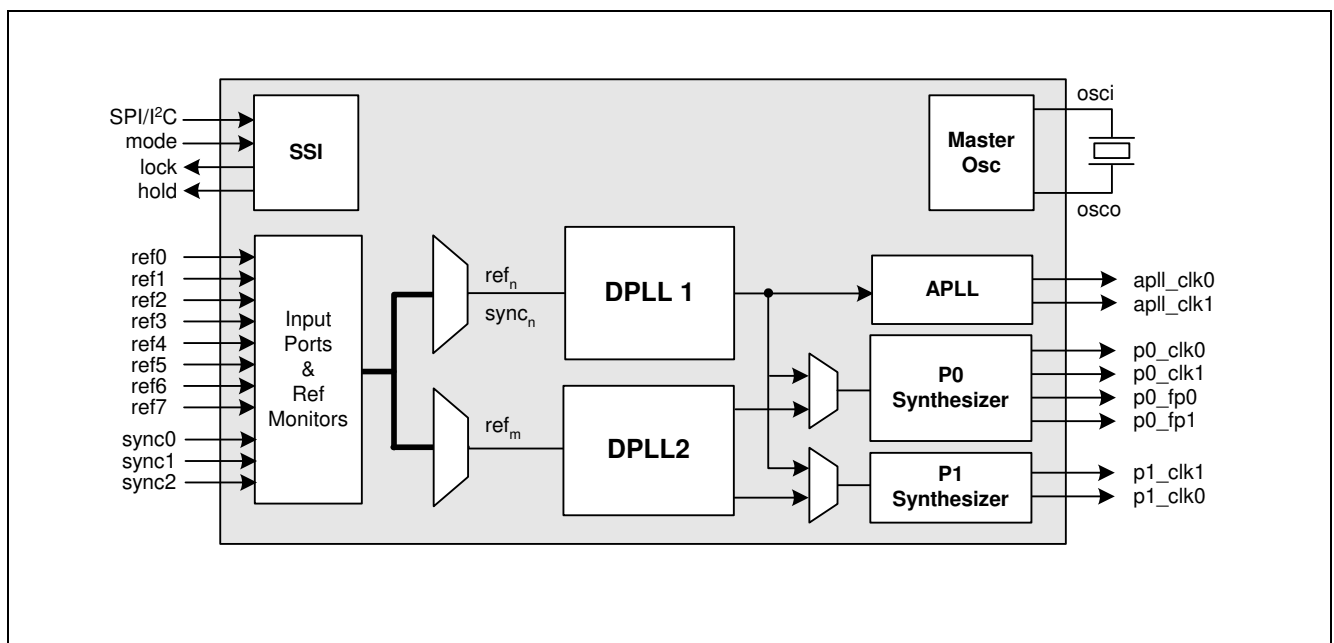 SPI/I²C
mode
lock
hold
SSI
Master
Osc
osci
osco
ref0
ref1
ref2
ref3
ref4
ref5
ref6
ref7
sync0
sync1
sync2
Input
Ports
&
Ref
Monitors
refₙ
syncₙ
DPLL 1
refₘ
DPLL2
APLL
apll_clk0
apll_clk1
P0
Synthesizer
p0_clk0
p0_clk1
p0_fp0
p0_fp1
P1
Synthesizer
p1_clk1
p1_clk0